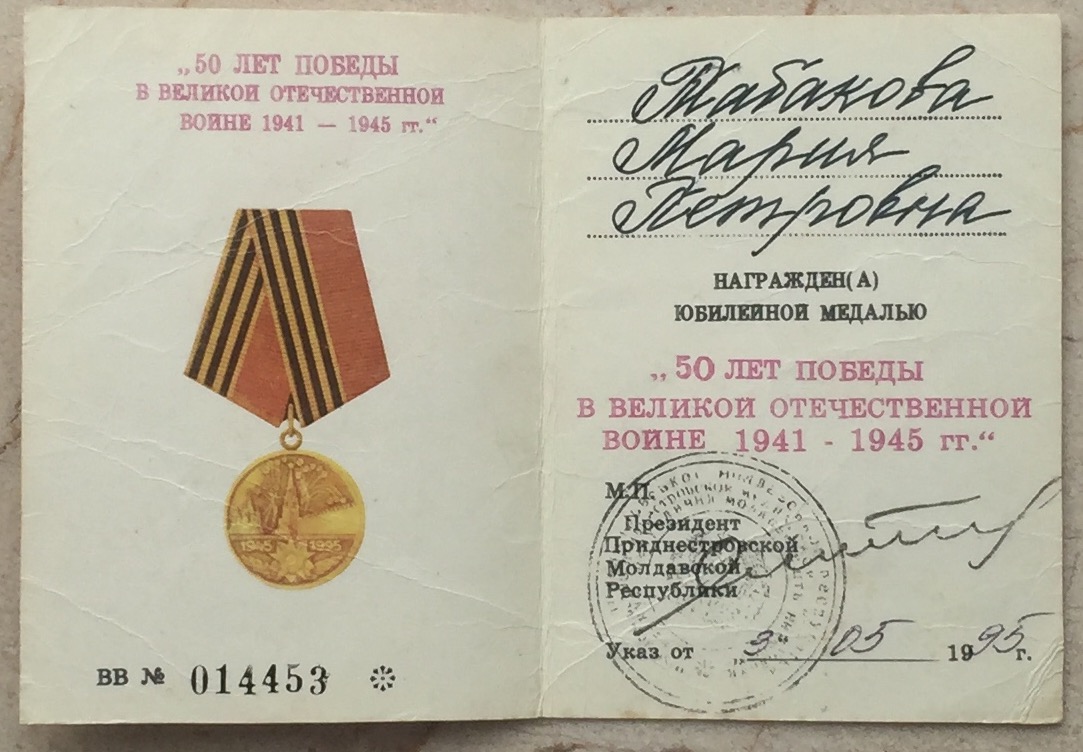 „50 ЛЕТ ПОБЕДЫ
В ВЕЛИКОЙ ОТЕЧЕСТВЕННОЙ
ВОЙНЕ 1941 — 1945 гг.“
1945 1995
ВВ № 014453
Табакова
Мария
Петровна
НАГРАЖДЕН(А)
ЮБИЛЕЙНОЙ МЕДАЛЬЮ
„50 ЛЕТ ПОБЕДЫ
В ВЕЛИКОЙ ОТЕЧЕСТВЕННОЙ
ВОЙНЕ 1941 - 1945 гг.“
М.П.
Президент
Приднестровской
Молдавской
Республики
Указ от „3“ 05 1995 г.